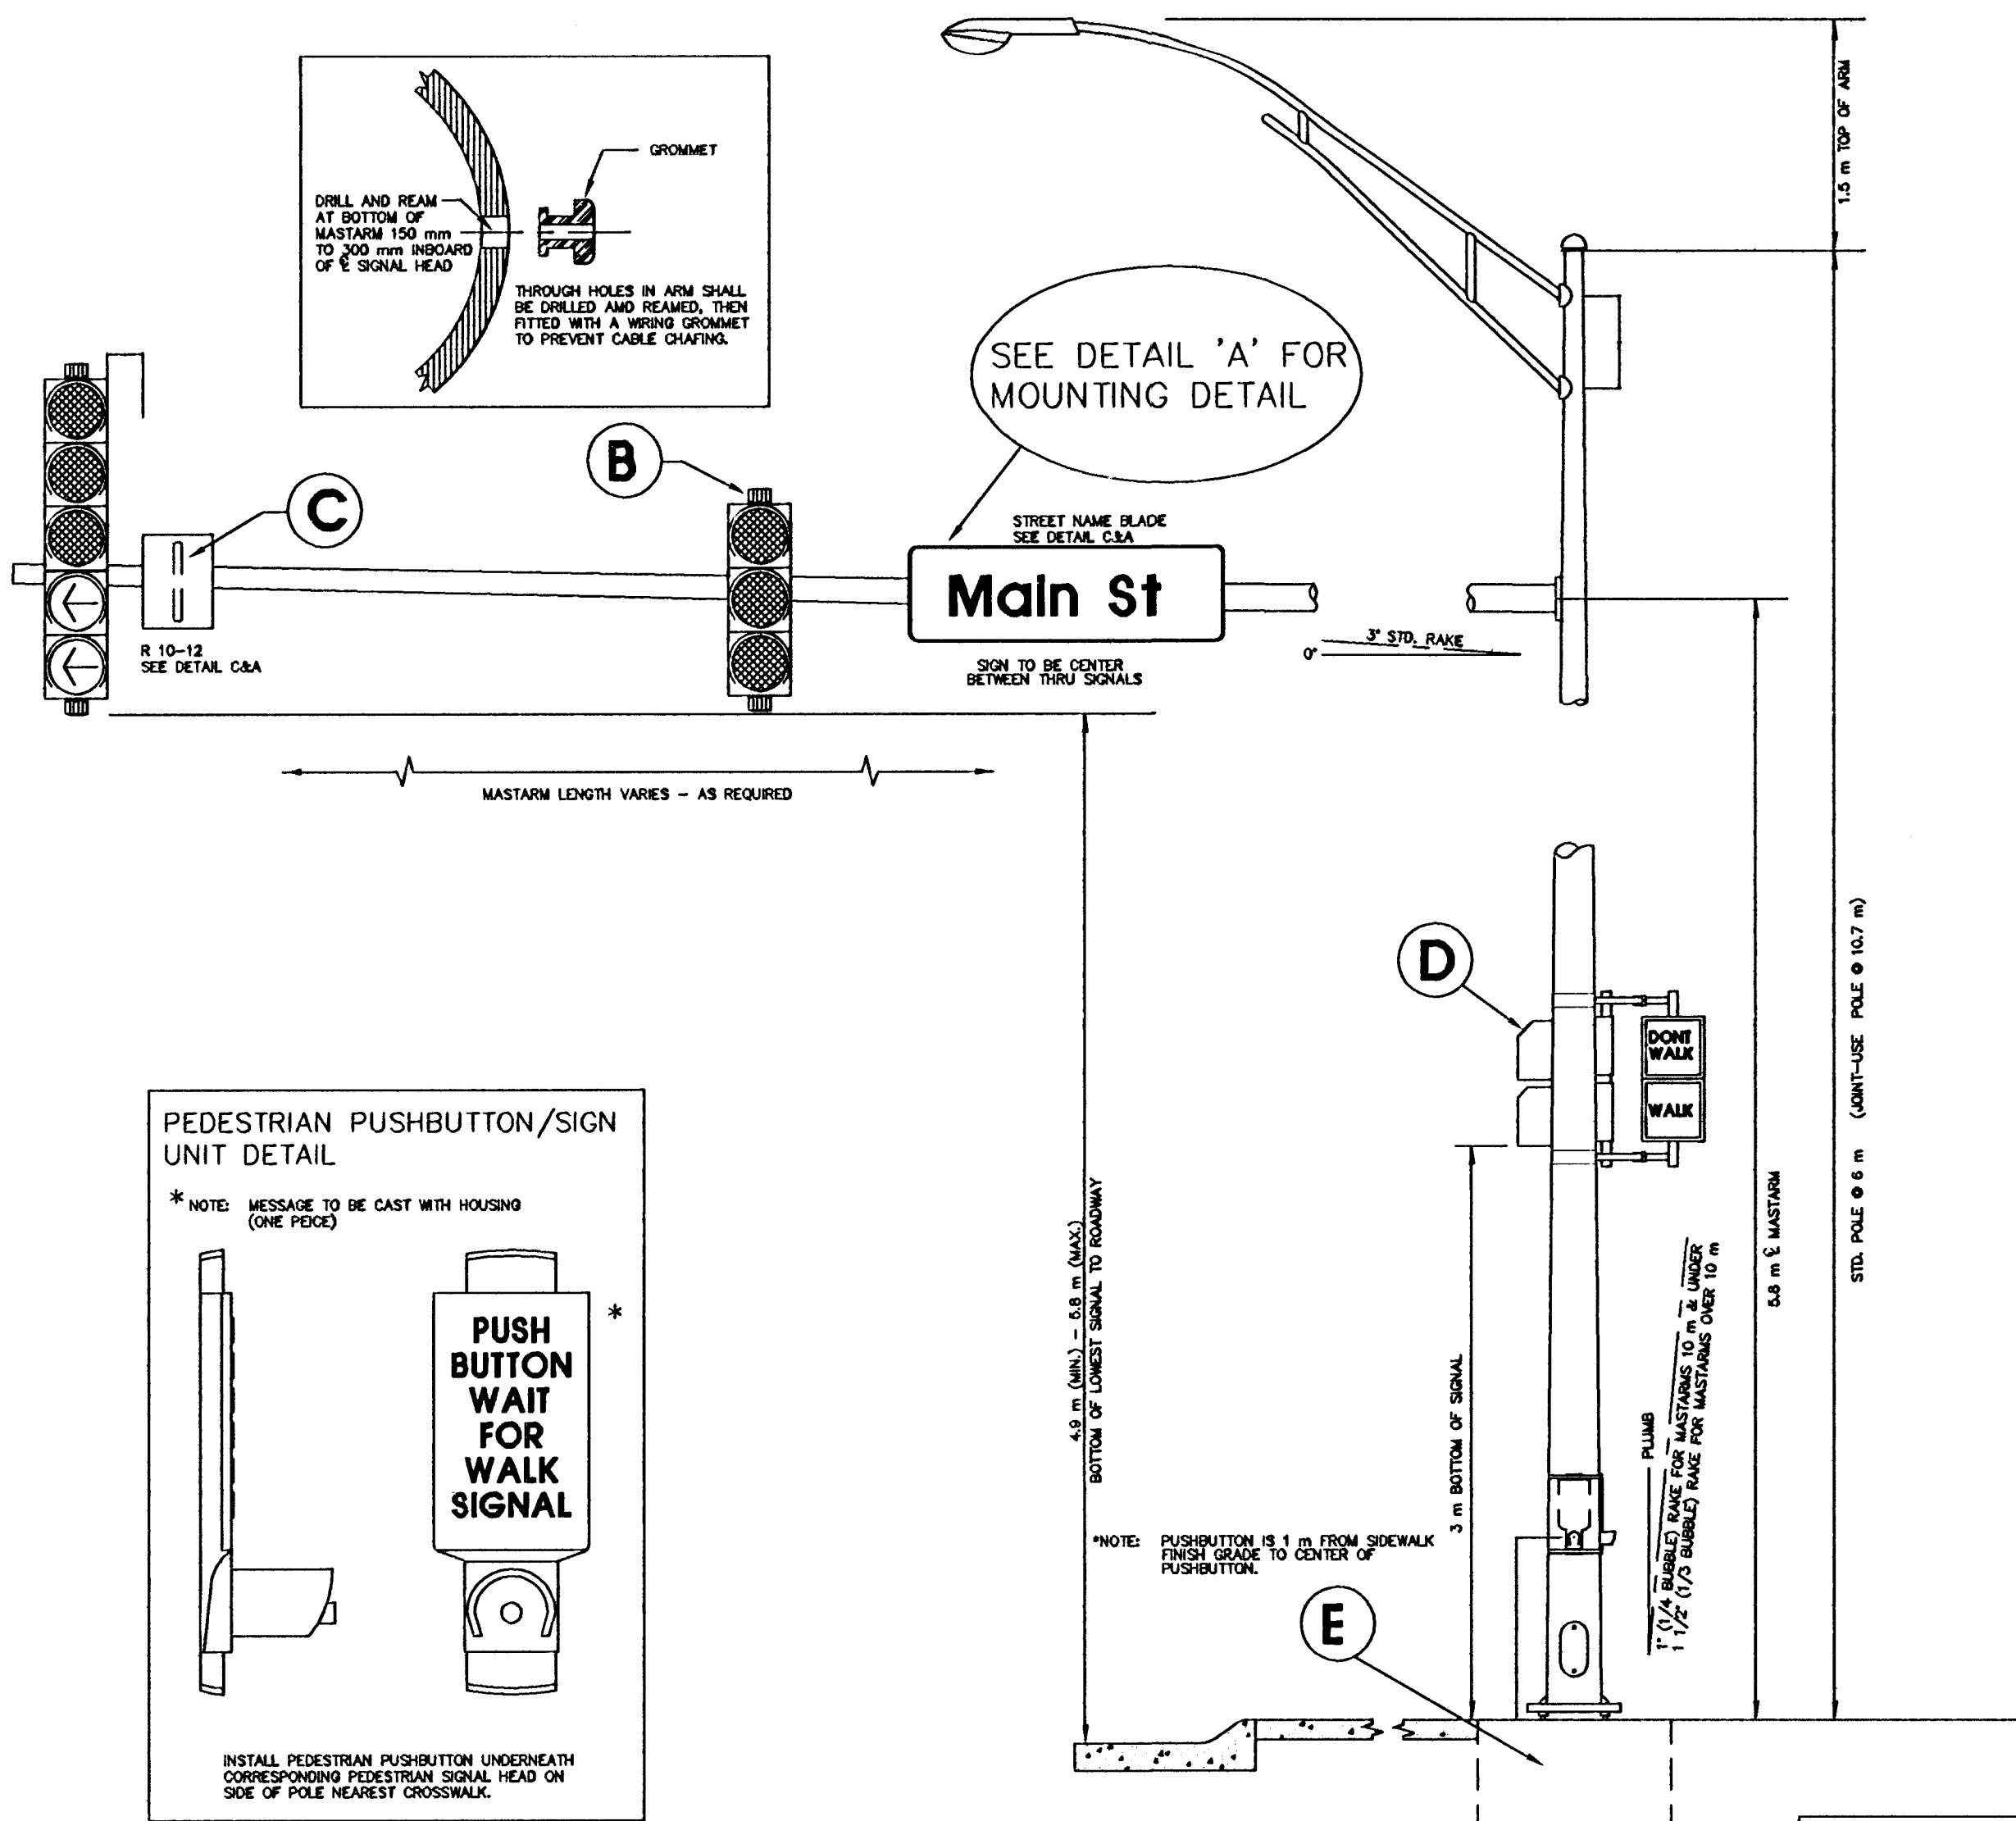 GROMMET
DRILL AND REAM
AT BOTTOM OF
MASTARM 150 mm
TO 300 mm INBOARD
OF ℄ SIGNAL HEAD
THROUGH HOLES IN ARM SHALL
BE DRILLED AMD REAMED, THEN
FITTED WITH A WIRING GROMMET
TO PREVENT CABLE CHAFING.
1.5 m TOP OF ARM
SEE DETAIL 'A' FOR
MOUNTING DETAIL
B
C
STREET NAME BLADE
SEE DETAIL C&A
Main St
R 10-12
SEE DETAIL C&A
SIGN TO BE CENTER
BETWEEN THRU SIGNALS
3° STD. RAKE
0°
MASTARM LENGTH VARIES - AS REQUIRED
D
DONT
WALK
WALK
STD. POLE @ 6 m (JOINT-USE POLE @ 10.7 m)
5.8 m ℄ MASTARM
4.9 m (MIN.) - 5.8 m (MAX.)
BOTTOM OF LOWEST SIGNAL TO ROADWAY
3 m BOTTOM OF SIGNAL
PLUMB
1" (1/4 BUBBLE) RAKE FOR MASTARMS 10 m & UNDER
1 1/2" (1/3 BUBBLE) RAKE FOR MASTARMS OVER 10 m
PEDESTRIAN PUSHBUTTON/SIGN
UNIT DETAIL
* NOTE: MESSAGE TO BE CAST WITH HOUSING
(ONE PEICE)
*
PUSH
BUTTON
WAIT
FOR
WALK
SIGNAL
INSTALL PEDESTRIAN PUSHBUTTON UNDERNEATH
CORRESPONDING PEDESTRIAN SIGNAL HEAD ON
SIDE OF POLE NEAREST CROSSWALK.
*NOTE: PUSHBUTTON IS 1 m FROM SIDEWALK
FINISH GRADE TO CENTER OF
PUSHBUTTON.
E